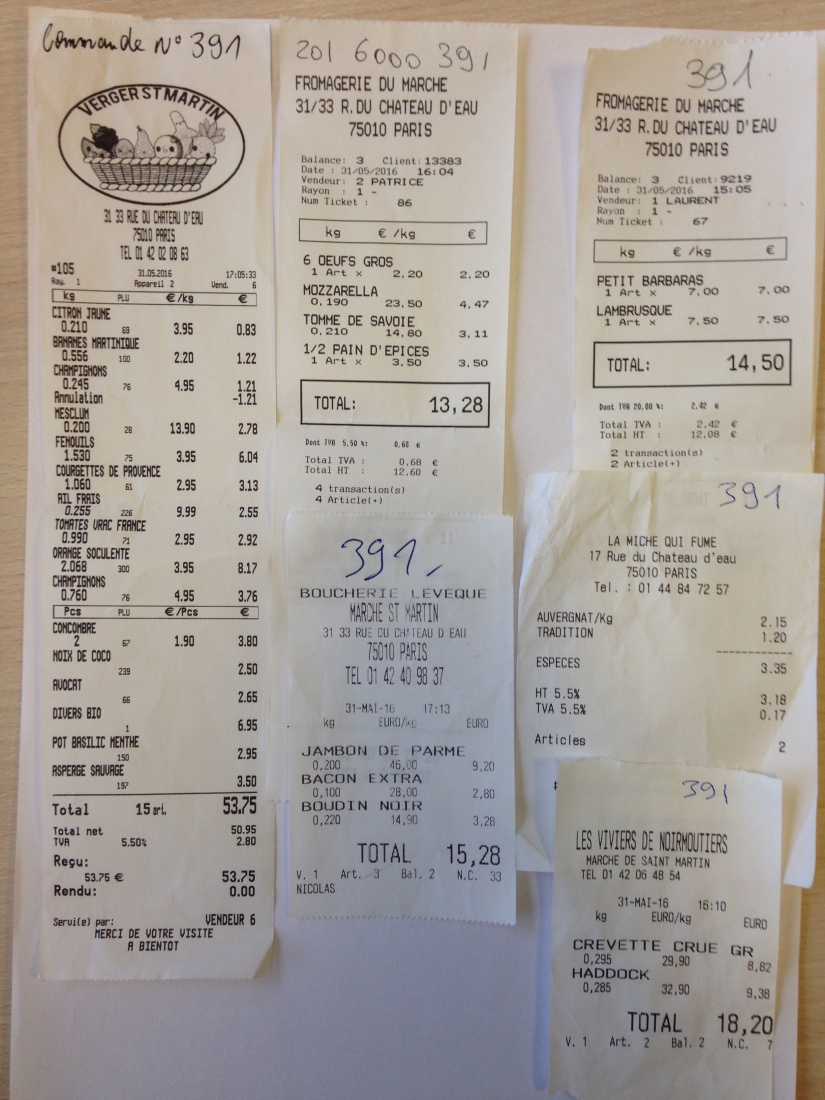 Commande N° 391
VERGER ST MARTIN
31 33 RUE DU CHATEAU D'EAU
75010 PARIS
TEL 01 42 02 08 63
#105 31.05.2016 17:05:33
Ray. 1 Appareil 2 Vend. 6
kg PLU €/kg €
CITRON JAUNE
0.210 69 3.95 0.83
BANANES MARTINIQUE
0.556 100 2.20 1.22
CHAMPIGNONS
0.245 76 4.95 1.21
Annulation -1.21
MESCLUM
0.200 28 13.90 2.78
FENOUILS
1.530 75 3.95 6.04
COURGETTES DE PROVENCE
1.060 61 2.95 3.13
AIL FRAIS
0.255 226 9.99 2.55
TOMATES VRAC FRANCE
0.990 71 2.95 2.92
ORANGE SOCULENTE
2.068 300 3.95 8.17
CHAMPIGNONS
0.760 76 4.95 3.76
Pcs PLU €/Pcs €
CONCOMBRE
2 67 1.90 3.80
NOIX DE COCO
239 2.50
AVOCAT
66 2.65
DIVERS BIO
1 6.95
POT BASILIC MENTHE
150 2.95
ASPERGE SAUVAGE
157 3.50
Total 15 art. 53.75
Total net 50.95
TVA 5.50% 2.80
Reçu:
53.75 € 53.75
Rendu: 0.00
Servi(e) par: VENDEUR 6
MERCI DE VOTRE VISITE
A BIENTOT
201 6000 391
FROMAGERIE DU MARCHE
31/33 R.DU CHATEAU D'EAU
75010 PARIS
Balance: 3 Client:13383
Date : 31/05/2016 16:04
Vendeur: 2 PATRICE
Rayon : 1 -
Num Ticket : 86
kg € /kg €
6 OEUFS GROS
1 Art x 2,20 2,20
MOZZARELLA
0,190 23,50 4,47
TOMME DE SAVOIE
0,210 14,80 3,11
1/2 PAIN D'EPICES
1 Art x 3,50 3,50
TOTAL: 13,28
Dont TVA 5,50 %: 0,68 €
Total TVA : 0,68 €
Total HT : 12,60 €
4 transaction(s)
4 Article(+)
391
BOUCHERIE LEVEQUE
MARCHE ST MARTIN
31 33 RUE DU CHATEAU D EAU
75010 PARIS
TEL 01 42 40 98 37
31-MAI-16 17:13
kg EURO/kg EURO
JAMBON DE PARME
0,200 46,00 9,20
BACON EXTRA
0,100 28,00 2,80
BOUDIN NOIR
0,220 14,90 3,28
TOTAL 15,28
V. 1 Art. 3 Bal. 2 N.C. 33
NICOLAS
391
FROMAGERIE DU MARCHE
31/33 R.DU CHATEAU D'EAU
75010 PARIS
Balance: 3 Client:9219
Date : 31/05/2016 15:05
Vendeur: 1 LAURENT
Rayon : 1 -
Num Ticket : 67
kg € /kg €
PETIT BARBARAS
1 Art x 7,00 7,00
LAMBRUSQUE
1 Art x 7,50 7,50
TOTAL: 14,50
Dont TVA 20,00 %: 2,42 €
Total TVA : 2,42 €
Total HT : 12,08 €
2 transaction(s)
2 Article(+)
391
LA MICHE QUI FUME
17 Rue du Chateau d'eau
75010 PARIS
Tel. : 01 44 84 72 57
AUVERGNAT/Kg 2.15
TRADITION 1.20
ESPECES 3.35
HT 5.5% 3.18
TVA 5.5% 0.17
Articles 2
391
LES VIVIERS DE NOIRMOUTIERS
MARCHE DE SAINT MARTIN
TEL 01 42 06 48 54
31-MAI-16 16:10
kg EURO/kg EURO
CREVETTE CRUE GR
0,295 29,90 8,82
HADDOCK
0,285 32,90 9,38
TOTAL 18,20
V. 1 Art. 2 Bal. 2 N.C. 7